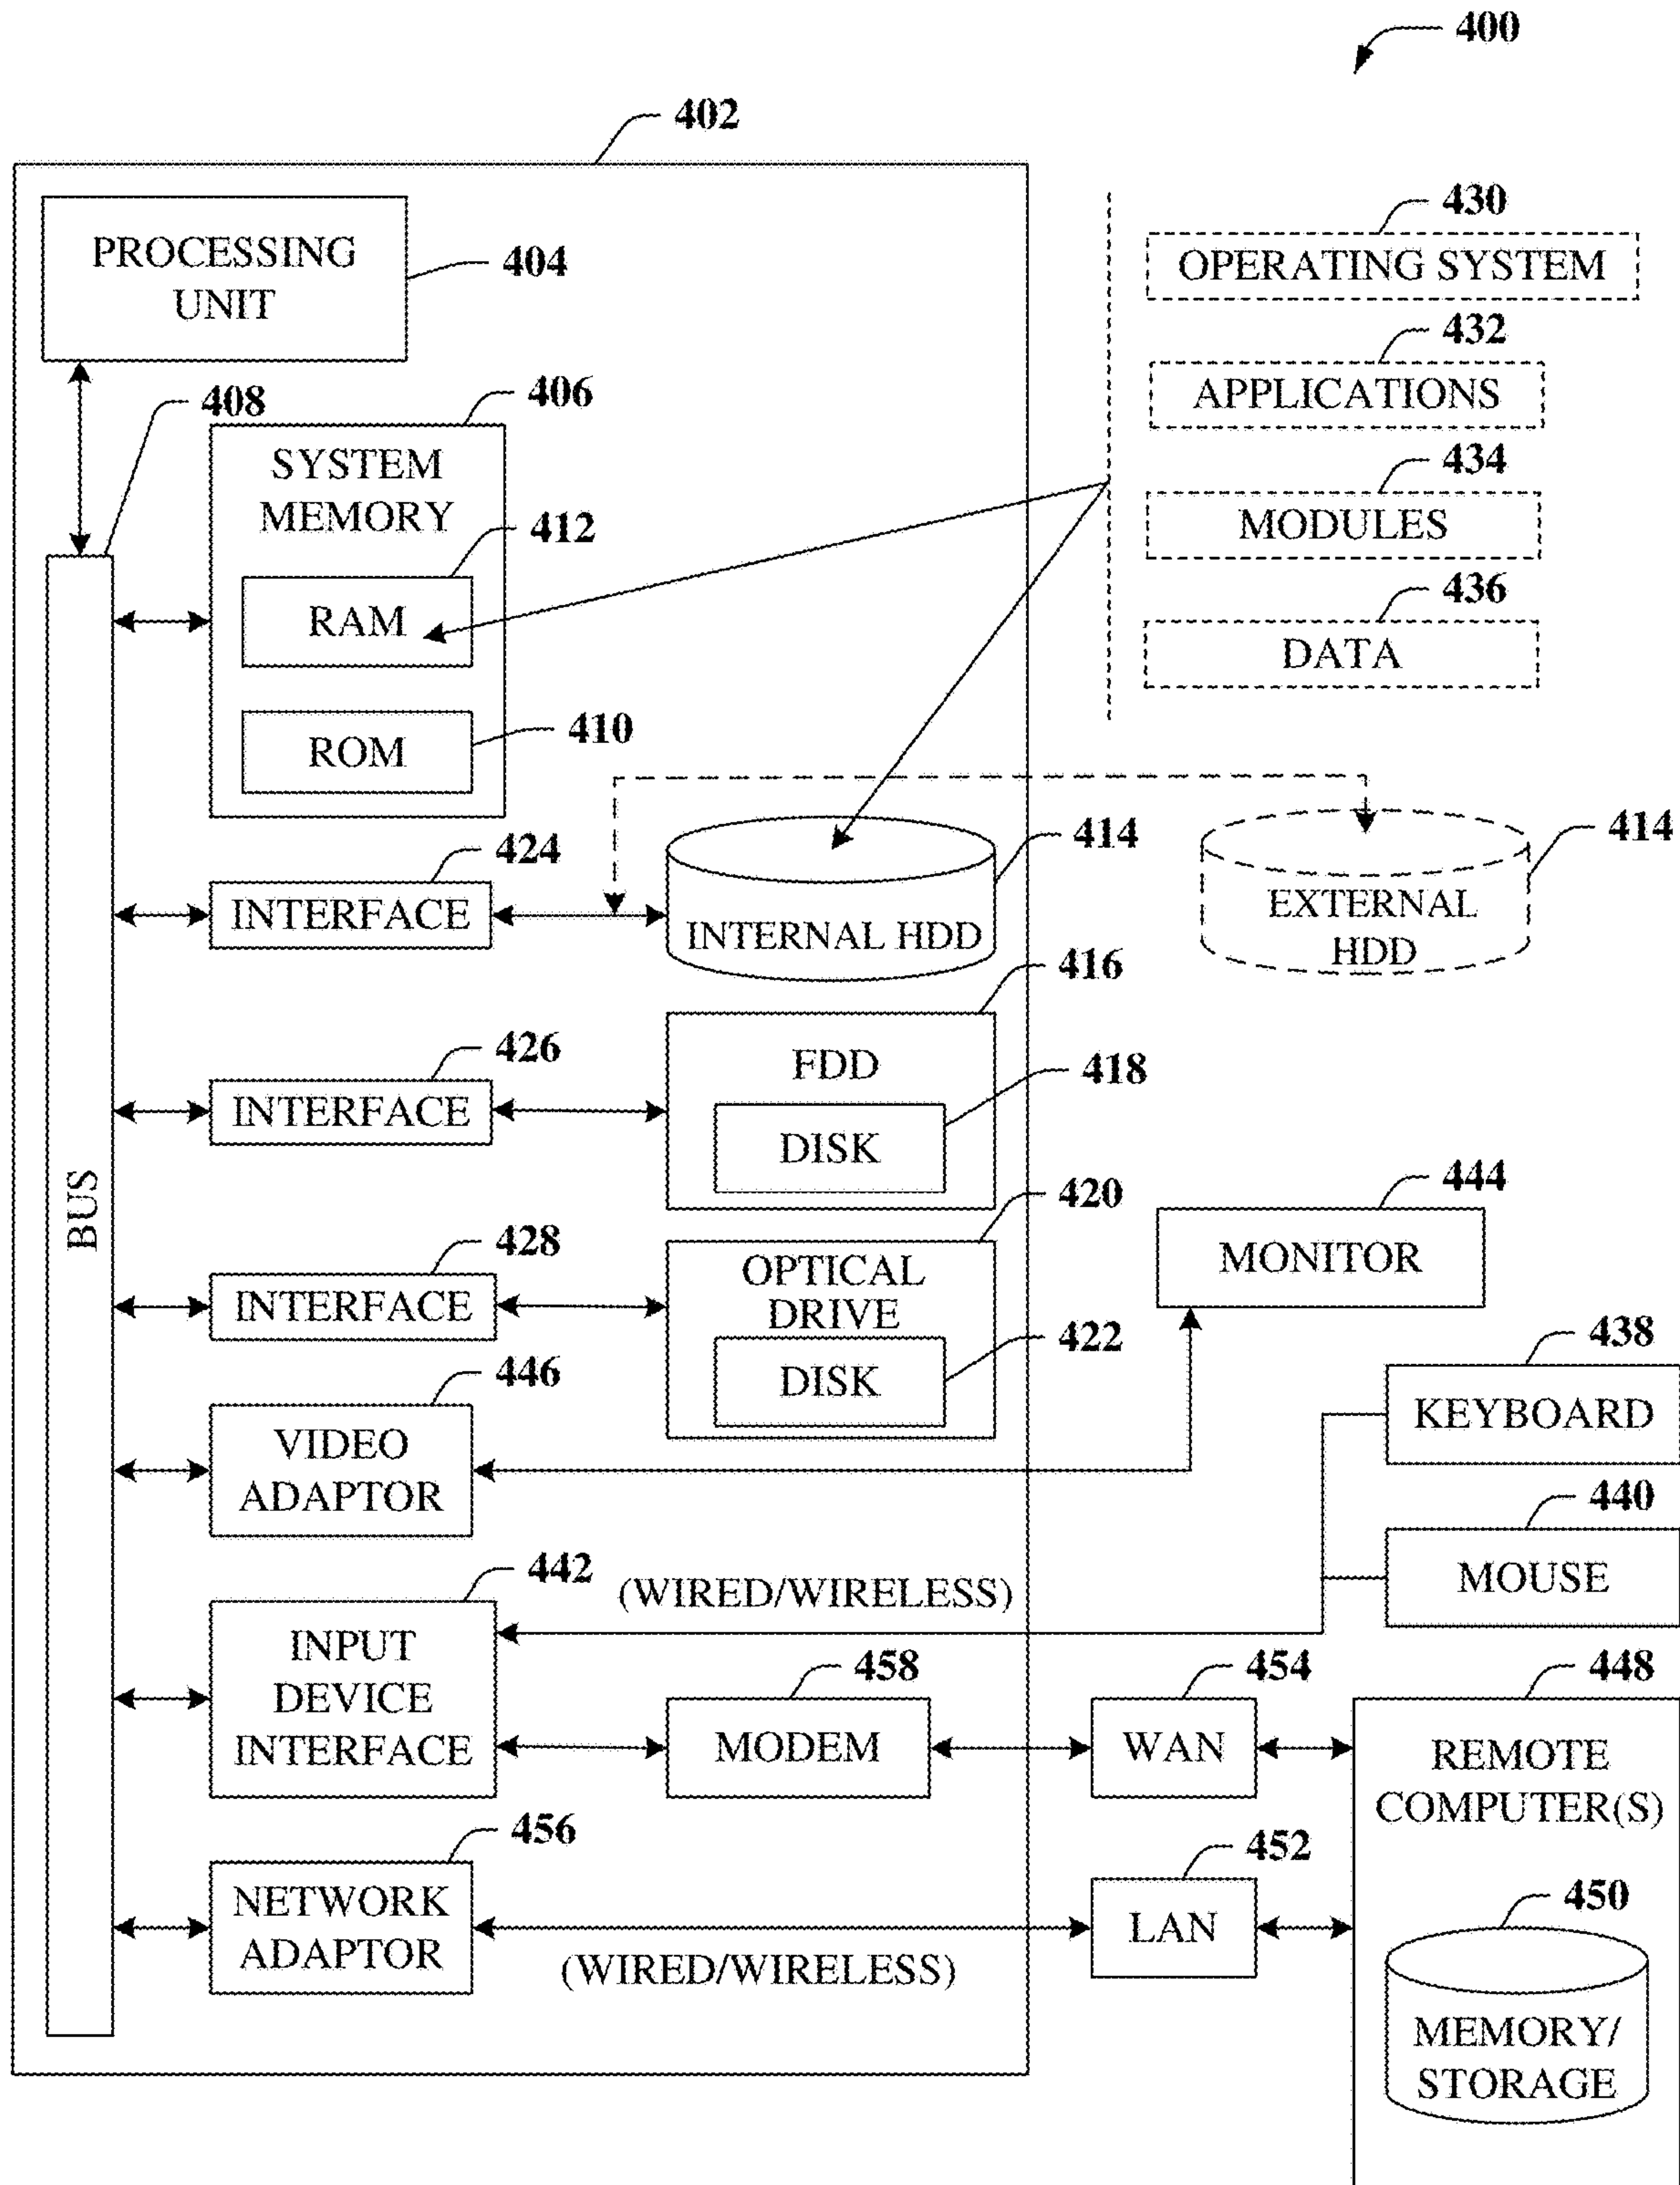 400
402
PROCESSING
UNIT
404
430
OPERATING SYSTEM
432
APPLICATIONS
434
MODULES
436
DATA
408
406
SYSTEM
MEMORY
412
RAM
410
ROM
424
INTERFACE
414
INTERNAL HDD
414
EXTERNAL
HDD
416
FDD
426
INTERFACE
418
DISK
BUS
420
OPTICAL
DRIVE
428
INTERFACE
422
DISK
444
MONITOR
446
VIDEO
ADAPTOR
438
KEYBOARD
440
MOUSE
442
INPUT
DEVICE
INTERFACE
(WIRED/WIRELESS)
458
MODEM
454
WAN
448
REMOTE
COMPUTER(S)
456
NETWORK
ADAPTOR
(WIRED/WIRELESS)
452
LAN
450
MEMORY/
STORAGE